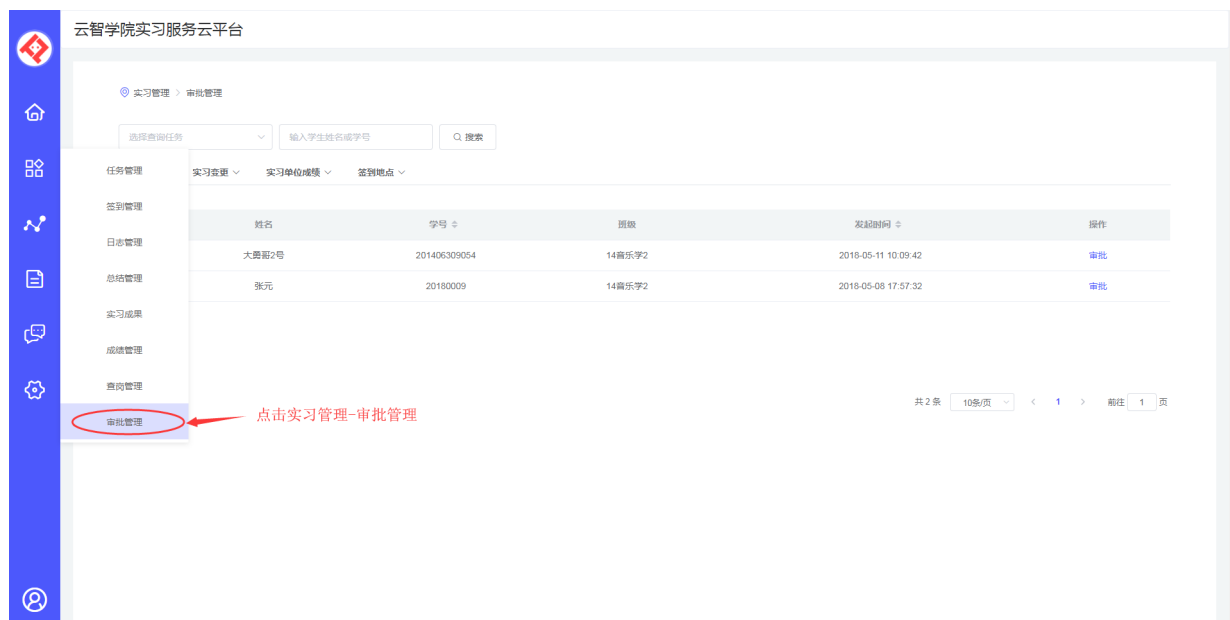 云智学院实习服务云平台
实习管理 > 审批管理
选择查询任务 输入学生姓名或学号 搜索
任务管理 实习变更 实习单位成绩 签到地点
签到管理
姓名 学号 班级 发起时间 操作
日志管理
大勇哥2号 201406309054 14音乐学2 2018-05-11 10:09:42 审批
总结管理
张元 20180009 14音乐学2 2018-05-08 17:57:32 审批
实习成果
成绩管理
查岗管理
共 2 条 10条/页 < 1 > 前往 1 页
审批管理 点击实习管理-审批管理